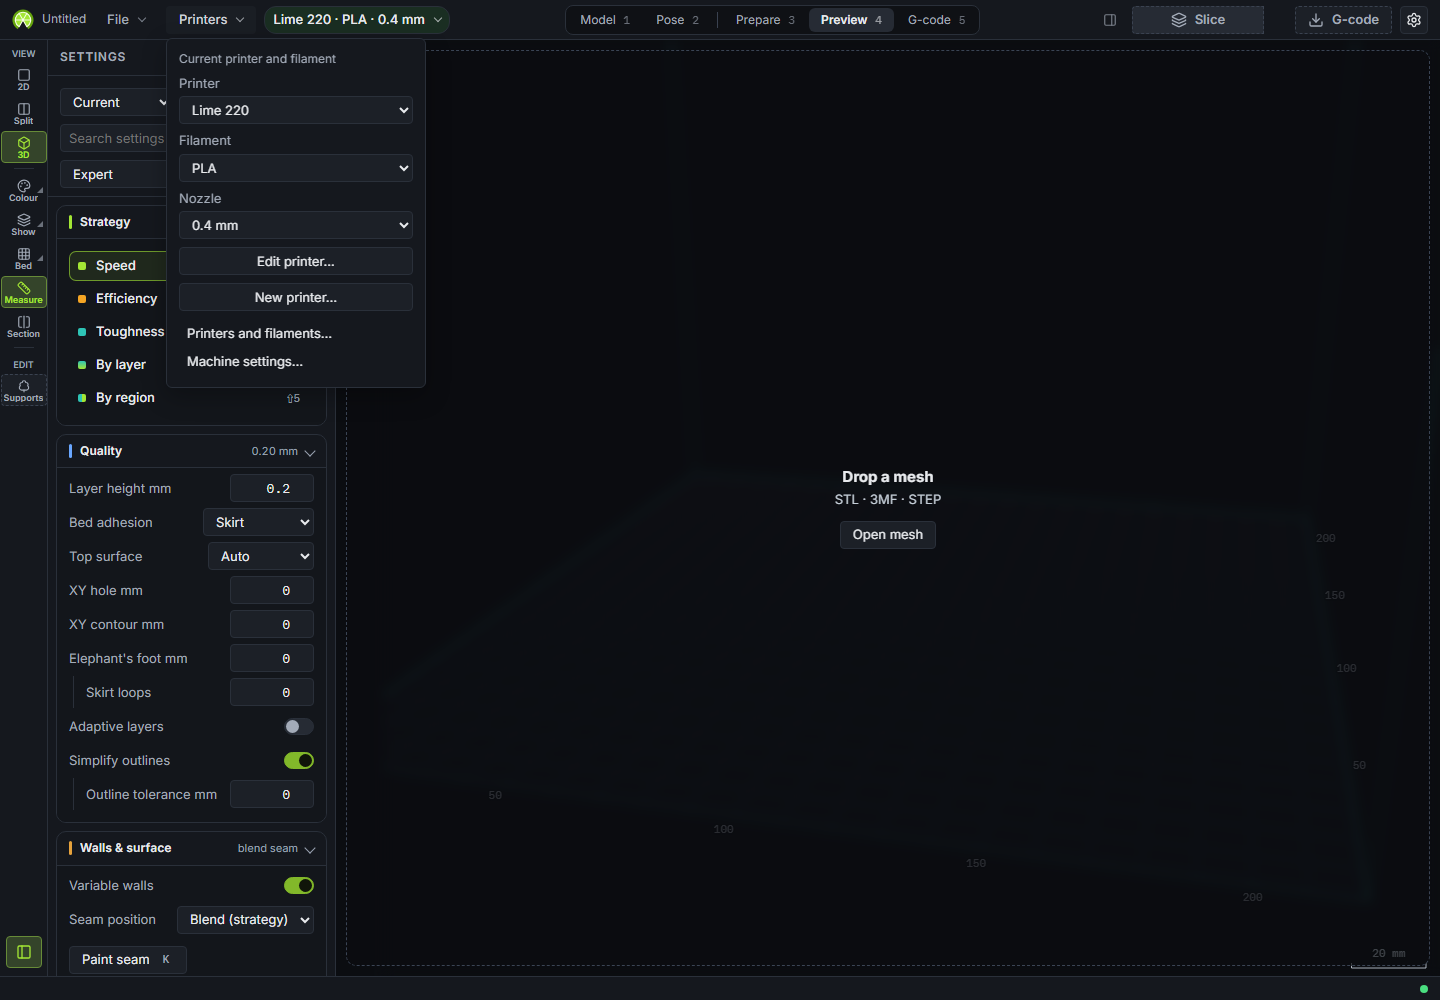 Untitled
File
Printers
Lime 220 · PLA · 0.4 mm
Model 1
Pose 2
Prepare 3
Preview 4
G-code 5
Slice
G-code
VIEW
2D
Split
3D
Colour
Show
Bed
Measure
Section
EDIT
Supports
SETTINGS
Current
Search settings
Expert
Strategy
Speed
Efficiency
Toughness
By layer
By region ⇧5
Current printer and filament
Printer
Lime 220
Filament
PLA
Nozzle
0.4 mm
Edit printer...
New printer...
Printers and filaments...
Machine settings...
Quality 0.20 mm
Layer height mm 0.2
Bed adhesion Skirt
Top surface Auto
XY hole mm 0
XY contour mm 0
Elephant's foot mm 0
Skirt loops 0
Adaptive layers
Simplify outlines
Outline tolerance mm 0
Walls & surface blend seam
Variable walls
Seam position Blend (strategy)
Paint seam K
Drop a mesh
STL · 3MF · STEP
Open mesh
200
150
100
50
50
100
150
200
20 mm